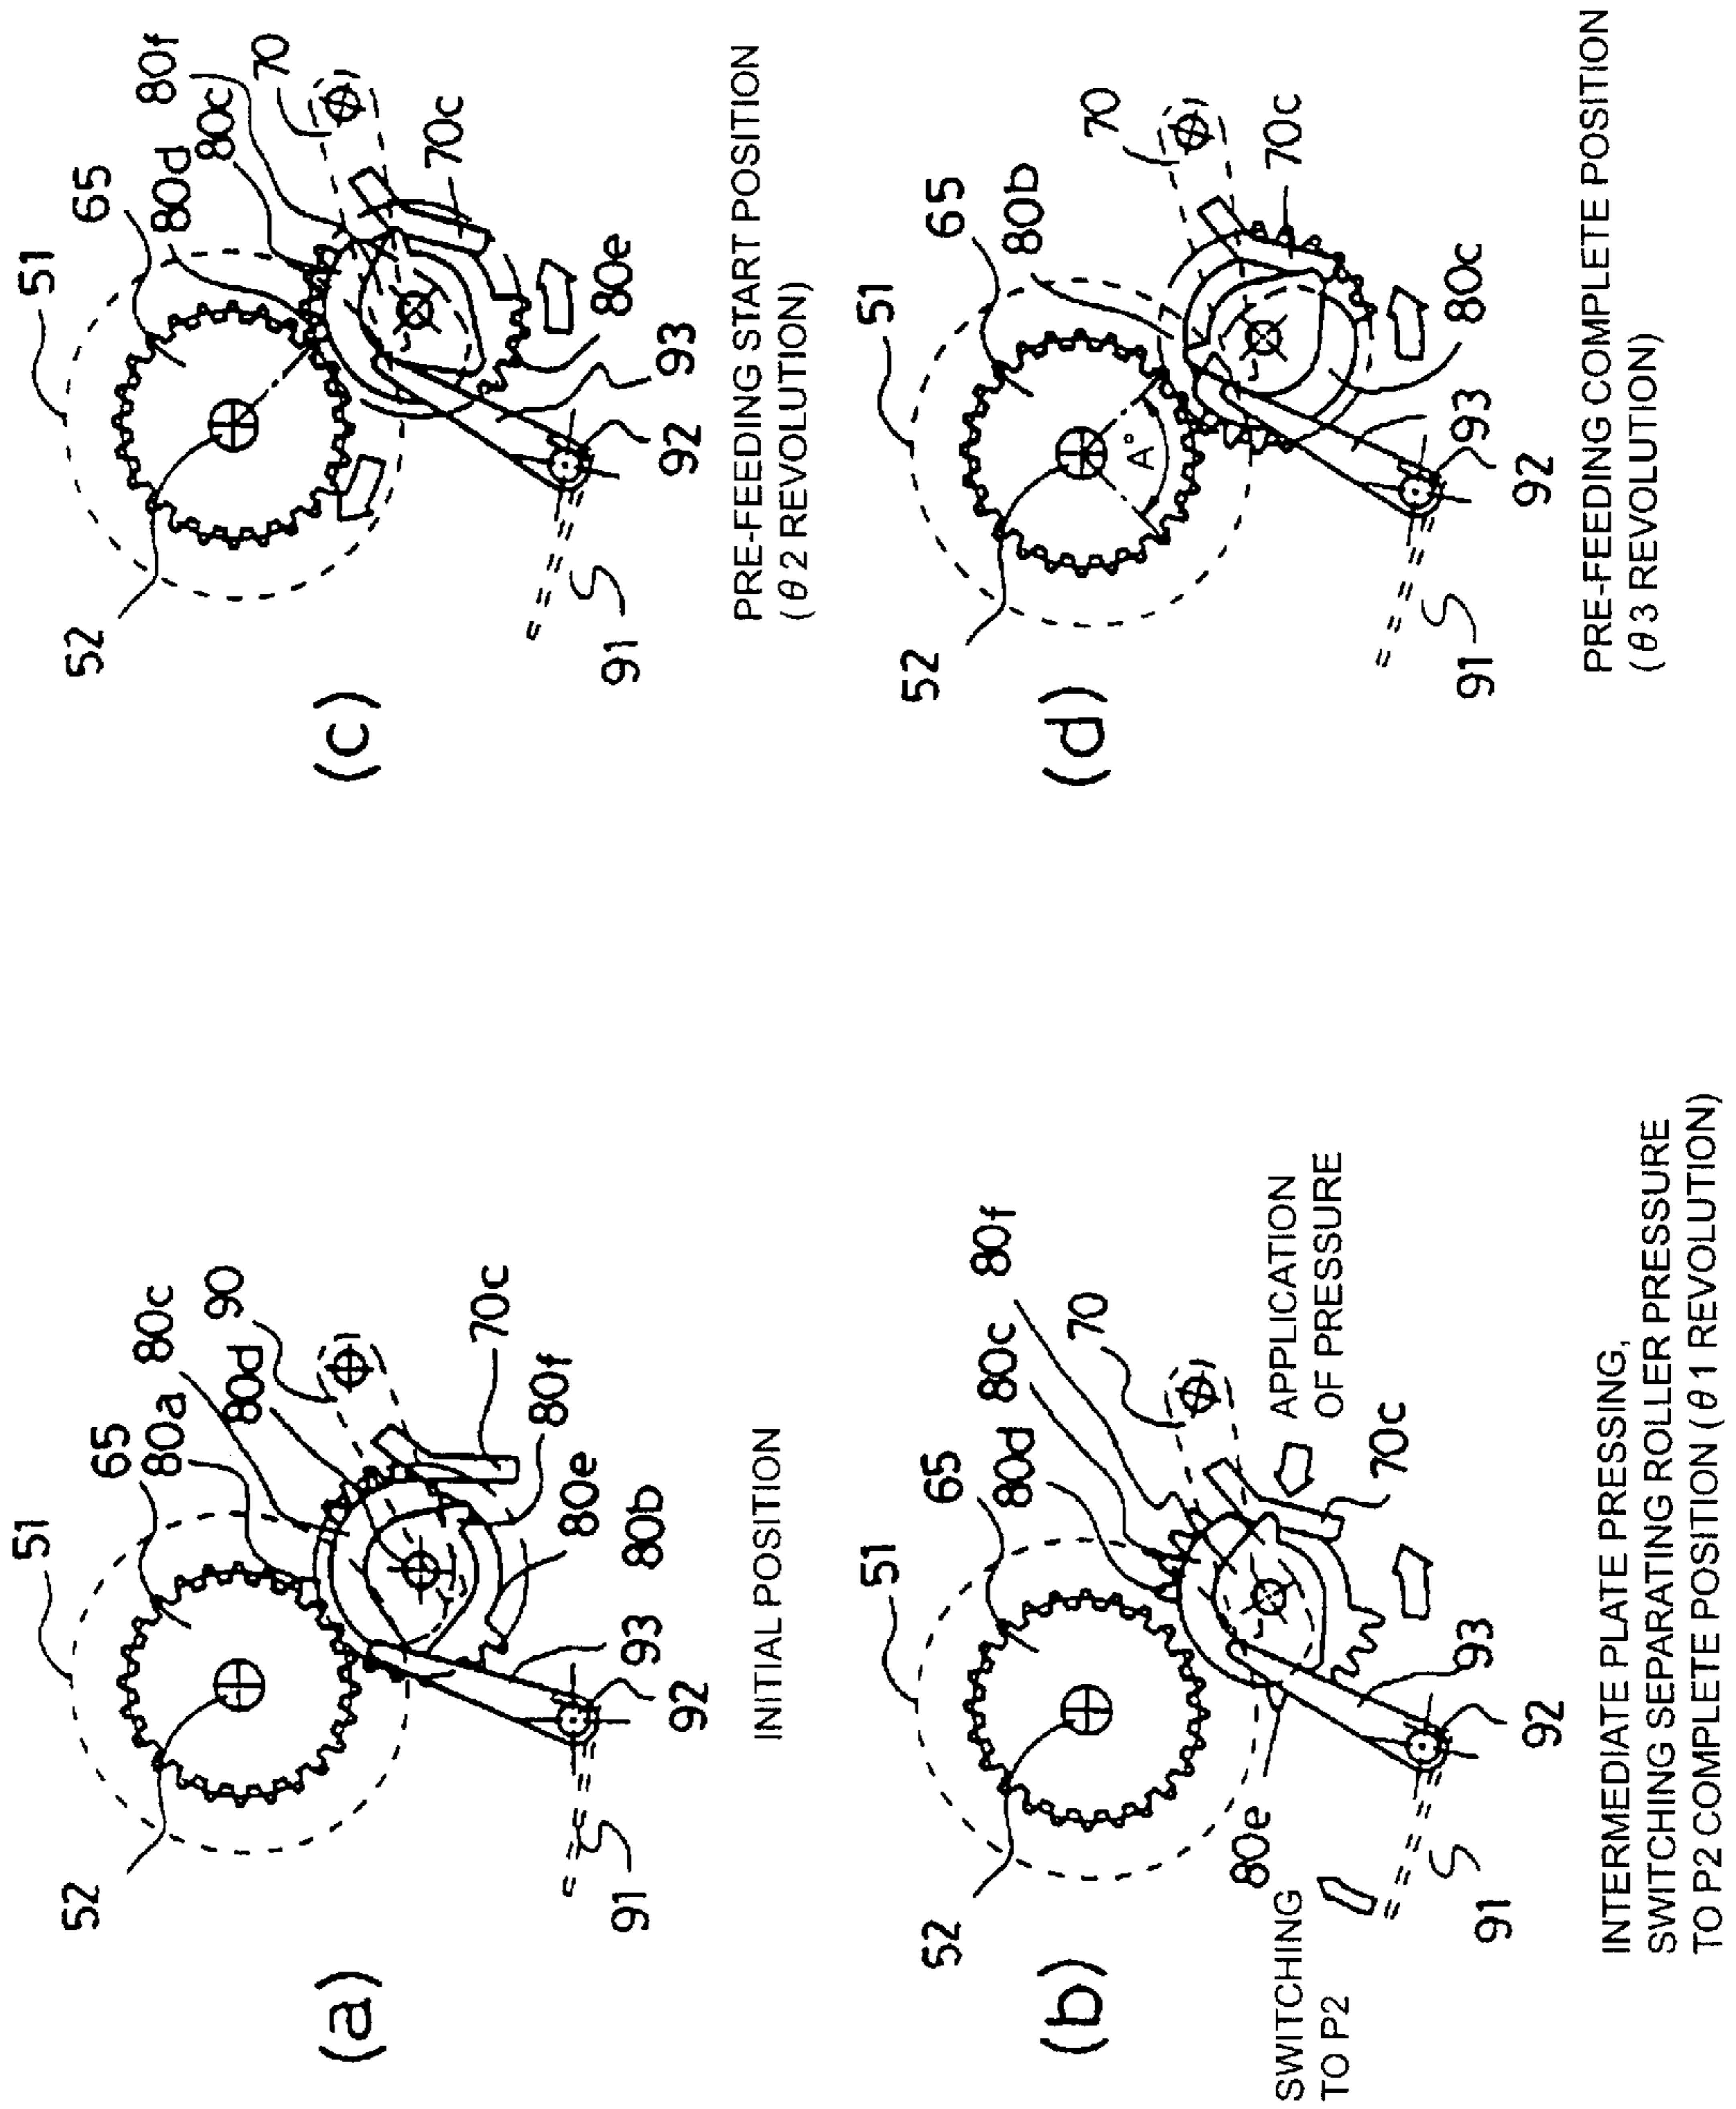 (a)
51
65
80a
80c
80d
90
52
70c
80f
80e
80b
93
92
91
INITIAL POSITION
(b)
51
65
80d
80c
80f
70
52
APPLICATION
OF PRESSURE
70c
80e
SWITCHING
TO P2
93
92
91
INTERMEDIATE PLATE PRESSING,
SWITCHING SEPARATING ROLLER PRESSURE
TO P2 COMPLETE POSITION (θ1 REVOLUTION)
(c)
51
65
80d
80c
80f
70
52
70c
80e
93
92
91
PRE-FEEDING START POSITION
(θ2 REVOLUTION)
(d)
51
65
80b
70
52
A°
70c
80c
93
92
91
PRE-FEEDING COMPLETE POSITION
(θ3 REVOLUTION)